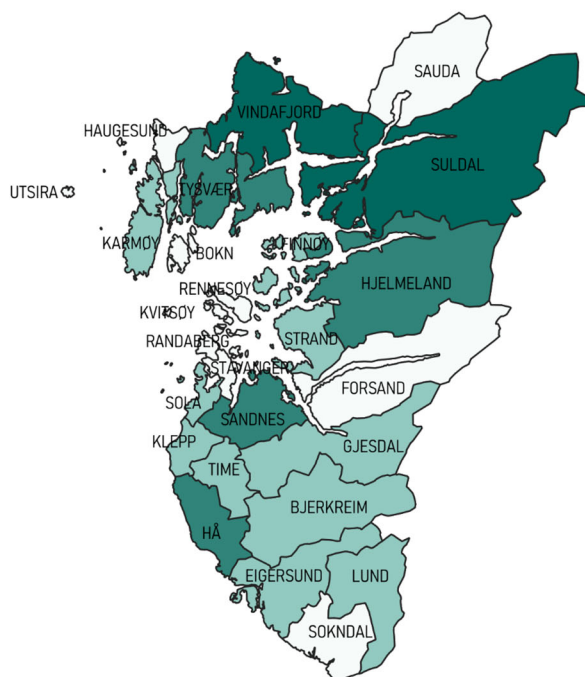 SAUDA
VINDAFJORD
HAUGESUND
SULDAL
UTSIRA
TYSVÆR
KARMØY
BOKN
FINNØY
HJELMELAND
RENNESØY
KVITSØY
STRAND
RANDABERG
STAVANGER
FORSAND
SOLA
SANDNES
KLEPP
GJESDAL
TIME
BJERKREIM
HÅ
EIGERSUND
LUND
SOKNDAL